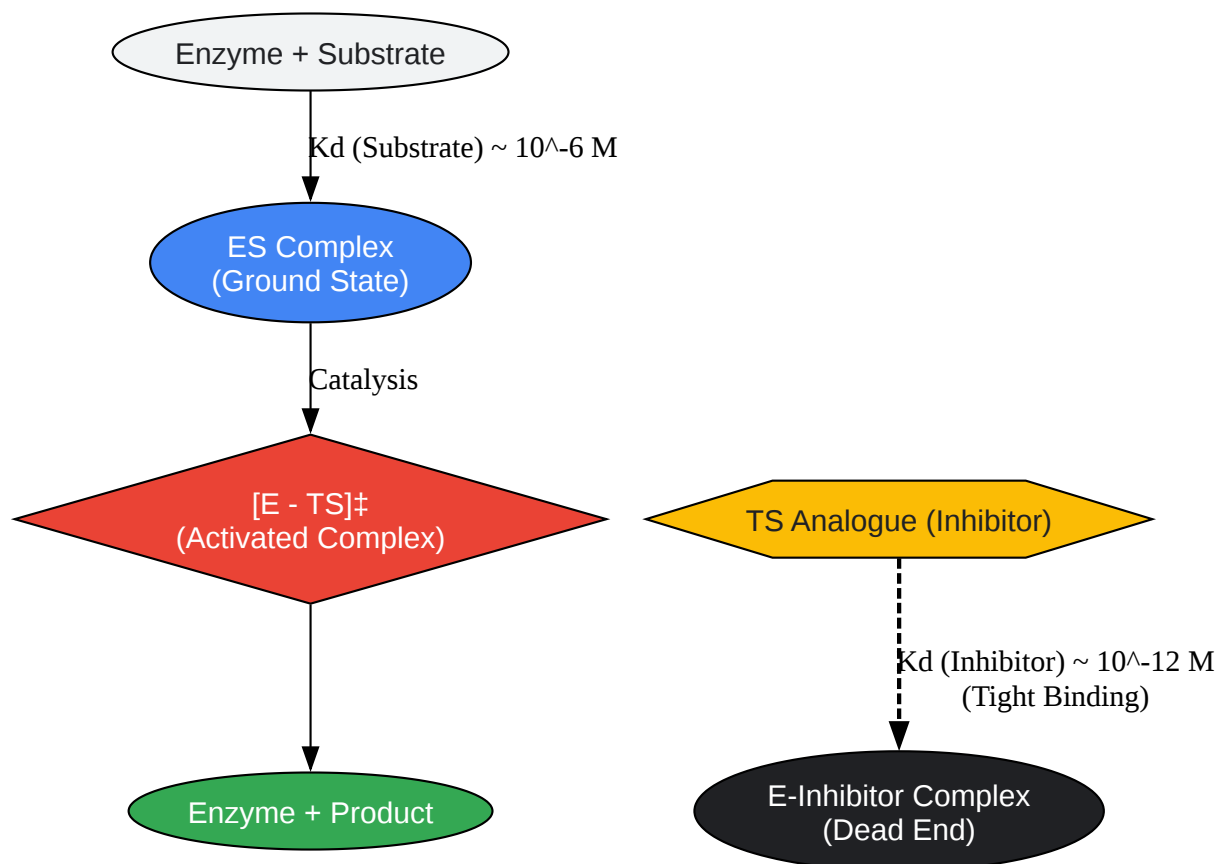 Enzyme + Substrate
Kd (Substrate) ~ 10^-6 M
ES Complex
(Ground State)
Catalysis
[E - TS]‡
(Activated Complex)
TS Analogue (Inhibitor)
Kd (Inhibitor) ~ 10^-12 M
(Tight Binding)
Enzyme + Product
E-Inhibitor Complex
(Dead End)